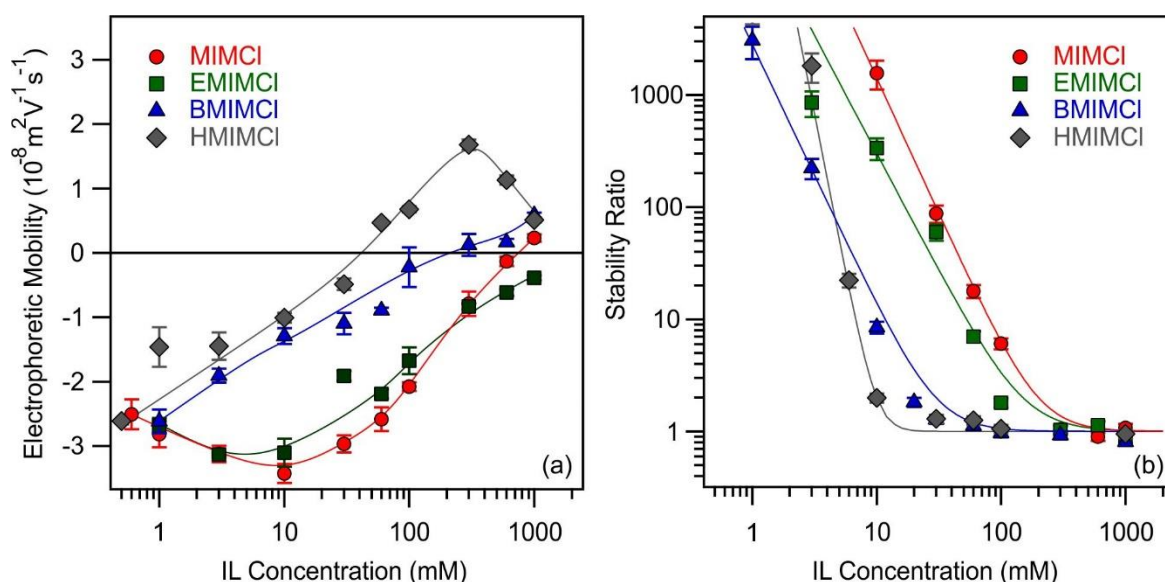 Electrophoretic Mobility (10⁻⁸ m²V⁻¹s⁻¹)
3
2
1
0
-1
-2
-3
MIMCl
EMIMCl
BMIMCl
HMIMCl
(a)
1
10
100
1000
IL Concentration (mM)
Stability Ratio
1000
100
10
1
MIMCl
EMIMCl
BMIMCl
HMIMCl
(b)
1
10
100
1000
IL Concentration (mM)